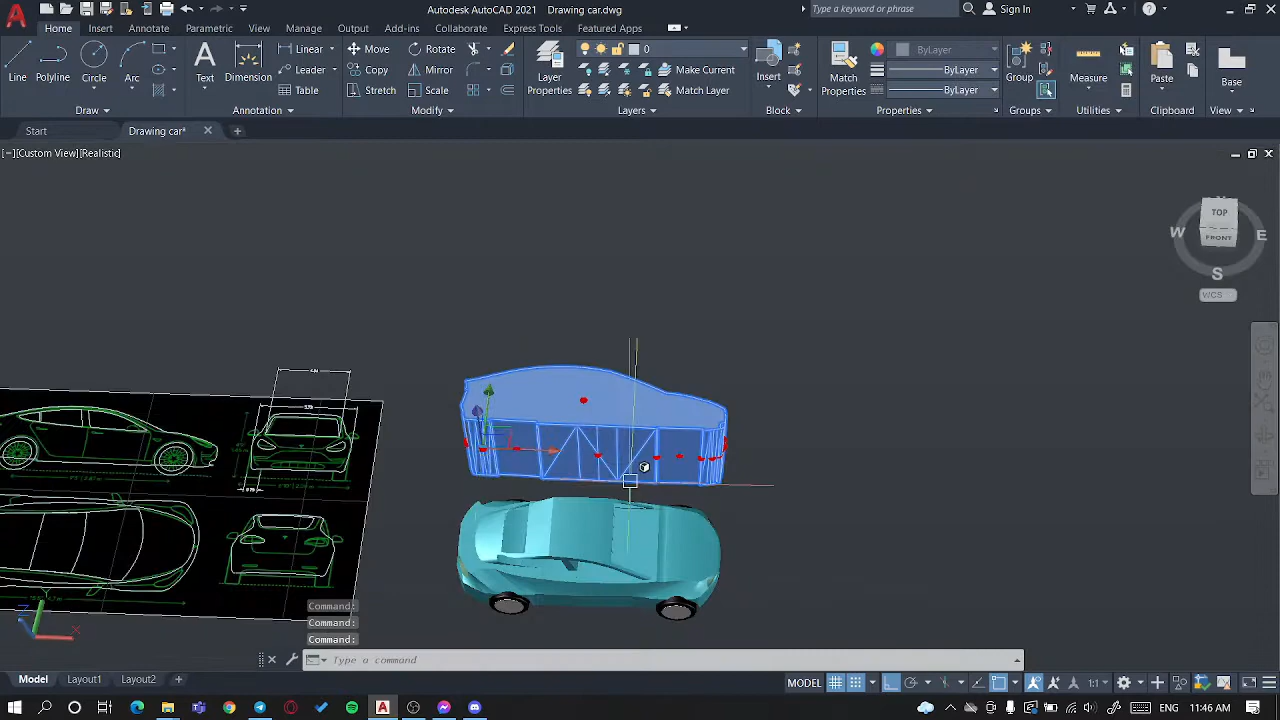 Autodesk AutoCAD 2021 Drawing car.dwg
Type a keyword or phrase
Sign In
Home Insert Annotate Parametric View Manage Output Add-ins Collaborate Express Tools Featured Apps
Line Polyline Circle Arc
Draw
Text Dimension
Linear
Leader
Table
Annotation
Move Rotate
Copy Mirror
Stretch Scale
Modify
Layer Properties
0
Make Current
Match Layer
Layers
Insert
Block
Match Properties
ByLayer
ByLayer
ByLayer
Properties
Group
Groups
Measure
Utilities
Paste
Clipboard
Base
View
Start Drawing car*
[−][Custom View][Realistic]
TOP
FRONT
W E
S
WCS
Y
X
Command:
Command:
Command:
Type a command
Model Layout1 Layout2
MODEL
1:1
ENG 11:46 AM